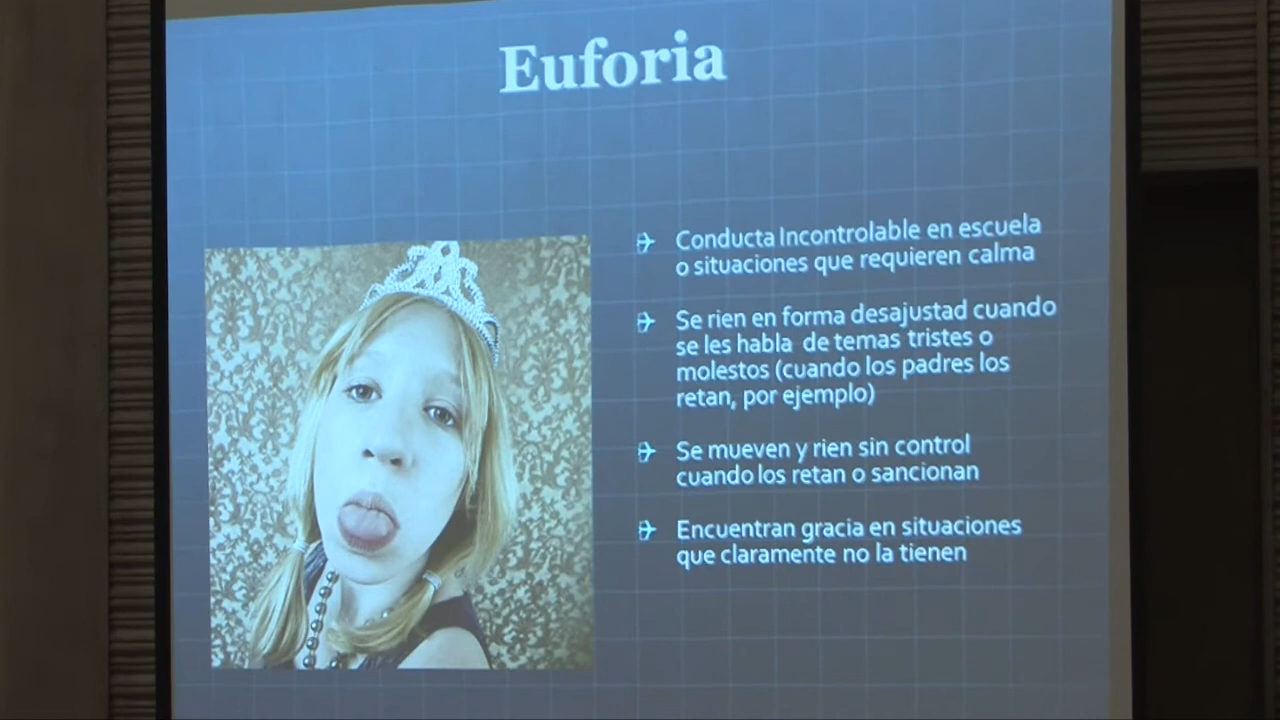 Euforia
Conducta Incontrolable en escuela
o situaciones que requieren calma
Se rien en forma desajustad cuando
se les habla de temas tristes o
molestos (cuando los padres los
retan, por ejemplo)
Se mueven y rien sin control
cuando los retan o sancionan
Encuentran gracia en situaciones
que claramente no la tienen